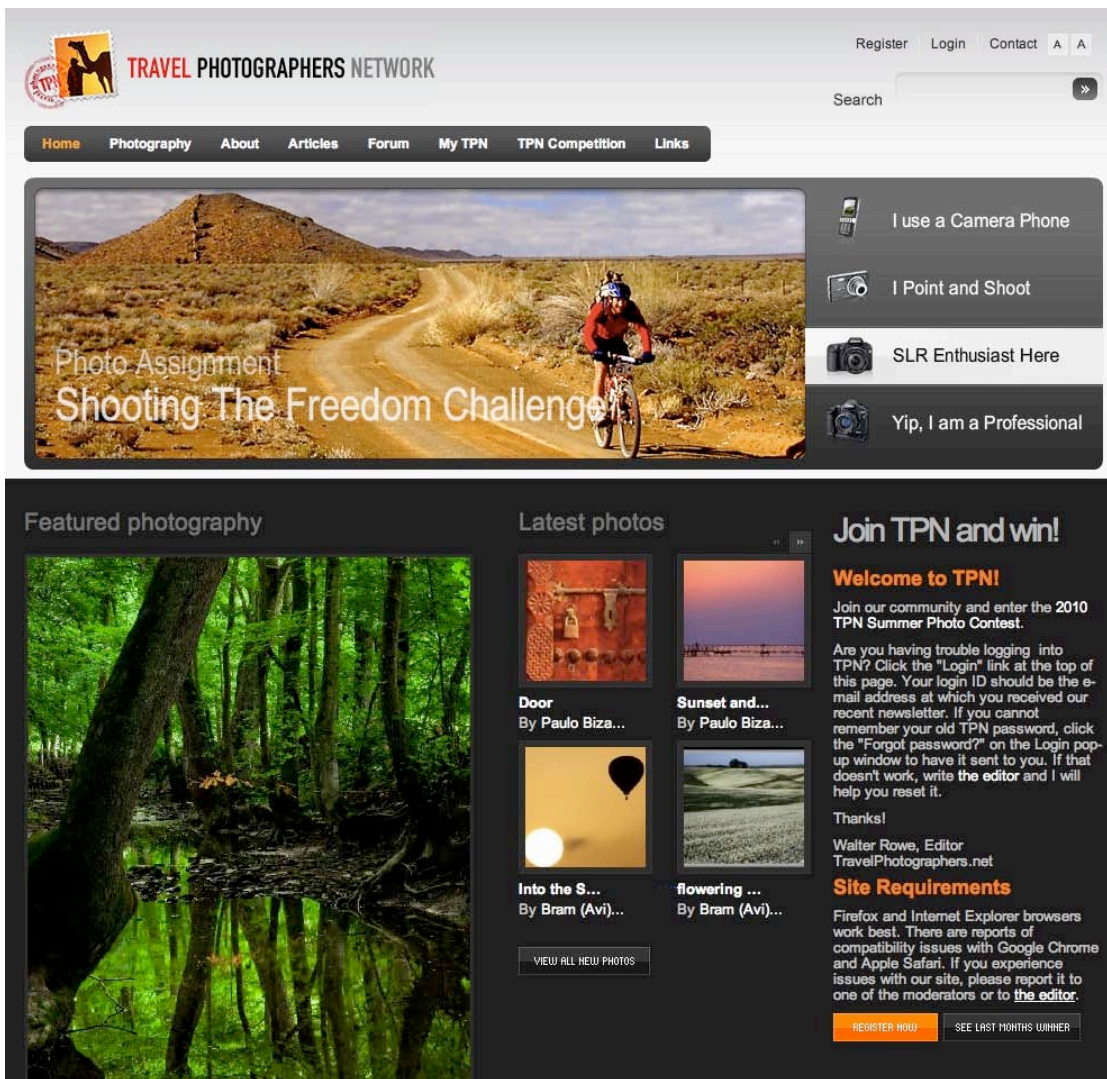 TPN
TRAVEL PHOTOGRAPHERS NETWORK
Register Login Contact A A
Search
Home Photography About Articles Forum My TPN TPN Competition Links
Photo Assignment
Shooting The Freedom Challenge
I use a Camera Phone
I Point and Shoot
SLR Enthusiast Here
Yip, I am a Professional
Featured photography
Latest photos
Door
By Paulo Biza...
Sunset and...
By Paulo Biza...
Into the S...
By Bram (Avi)...
flowering ...
By Bram (Avi)...
VIEW ALL NEW PHOTOS
Join TPN and win!
Welcome to TPN!
Join our community and enter the 2010
TPN Summer Photo Contest.
Are you having trouble logging into
TPN? Click the "Login" link at the top of
this page. Your login ID should be the e-
mail address at which you received our
recent newsletter. If you cannot
remember your old TPN password, click
the "Forgot password?" on the Login pop-
up window to have it sent to you. If that
doesn't work, write the editor and I will
help you reset it.
Thanks!
Walter Rowe, Editor
TravelPhotographers.net
Site Requirements
Firefox and Internet Explorer browsers
work best. There are reports of
compatibility issues with Google Chrome
and Apple Safari. If you experience
issues with our site, please report it to
one of the moderators or to the editor.
REGISTER NOW
SEE LAST MONTHS WINNER